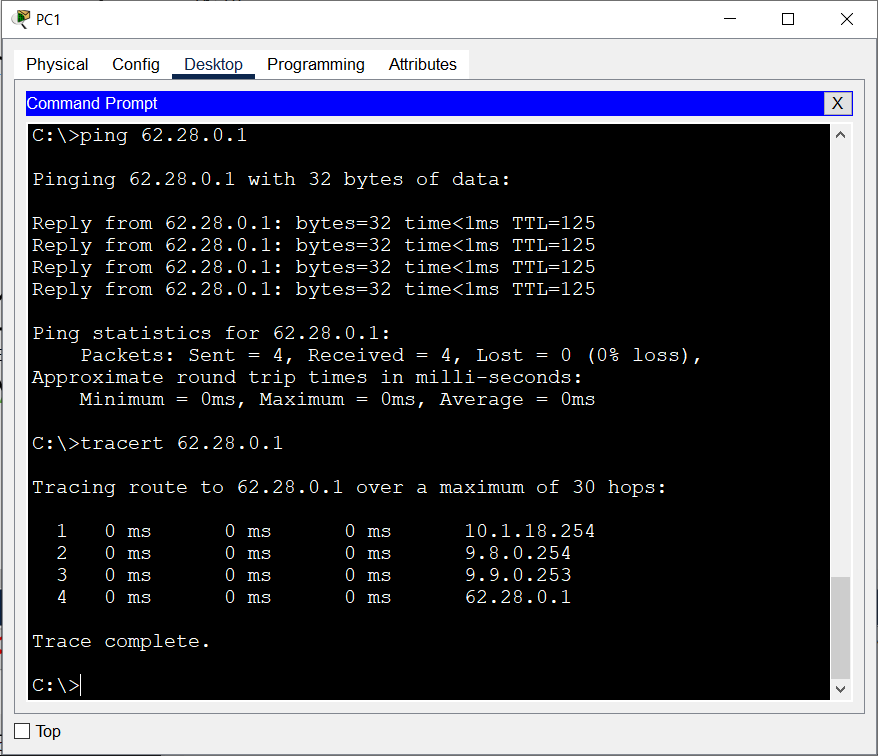 PC1
Physical Config Desktop Programming Attributes
Command Prompt X
C:\>ping 62.28.0.1
Pinging 62.28.0.1 with 32 bytes of data:
Reply from 62.28.0.1: bytes=32 time<1ms TTL=125
Reply from 62.28.0.1: bytes=32 time<1ms TTL=125
Reply from 62.28.0.1: bytes=32 time<1ms TTL=125
Reply from 62.28.0.1: bytes=32 time<1ms TTL=125
Ping statistics for 62.28.0.1:
Packets: Sent = 4, Received = 4, Lost = 0 (0% loss),
Approximate round trip times in milli-seconds:
Minimum = 0ms, Maximum = 0ms, Average = 0ms
C:\>tracert 62.28.0.1
Tracing route to 62.28.0.1 over a maximum of 30 hops:
1 0 ms 0 ms 0 ms 10.1.18.254
2 0 ms 0 ms 0 ms 9.8.0.254
3 0 ms 0 ms 0 ms 9.9.0.253
4 0 ms 0 ms 0 ms 62.28.0.1
Trace complete.
C:\>
Top